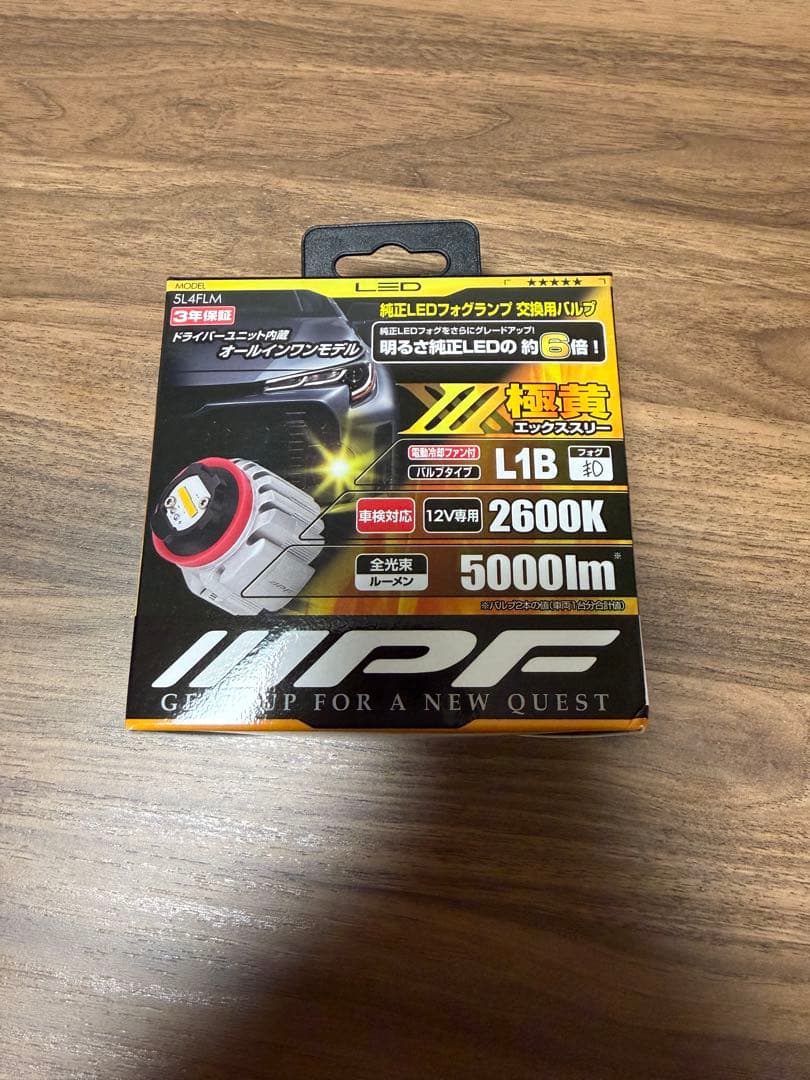 MODEL
5L4FLM
LED
★★★★★
3年保証
純正LEDフォグランプ 交換用バルブ
ドライバーユニット内蔵
オールインワンモデル
純正LEDフォグをさらにグレードアップ!
明るさ純正LEDの 約6倍!
極黄
エックススリー
電動冷却ファン付
バルブタイプ
L1B
フォグ
車検対応
12V専用
2600K
全光束
ルーメン
5000lm※
※バルブ2本の値(車両1台分合計値)
IPF
IPF
UP FOR A NEW QUEST